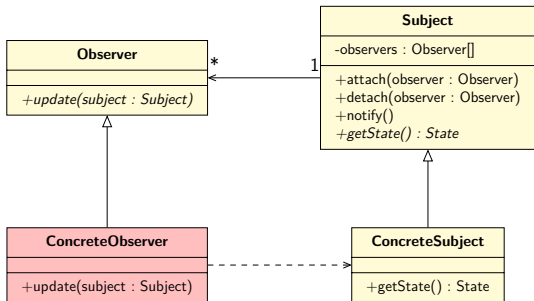 Observer
+update(subject : Subject)
*
1
Subject
-observers : Observer[]
+attach(observer : Observer)
+detach(observer : Observer)
+notify()
+getState() : State
ConcreteObserver
+update(subject : Subject)
ConcreteSubject
+getState() : State